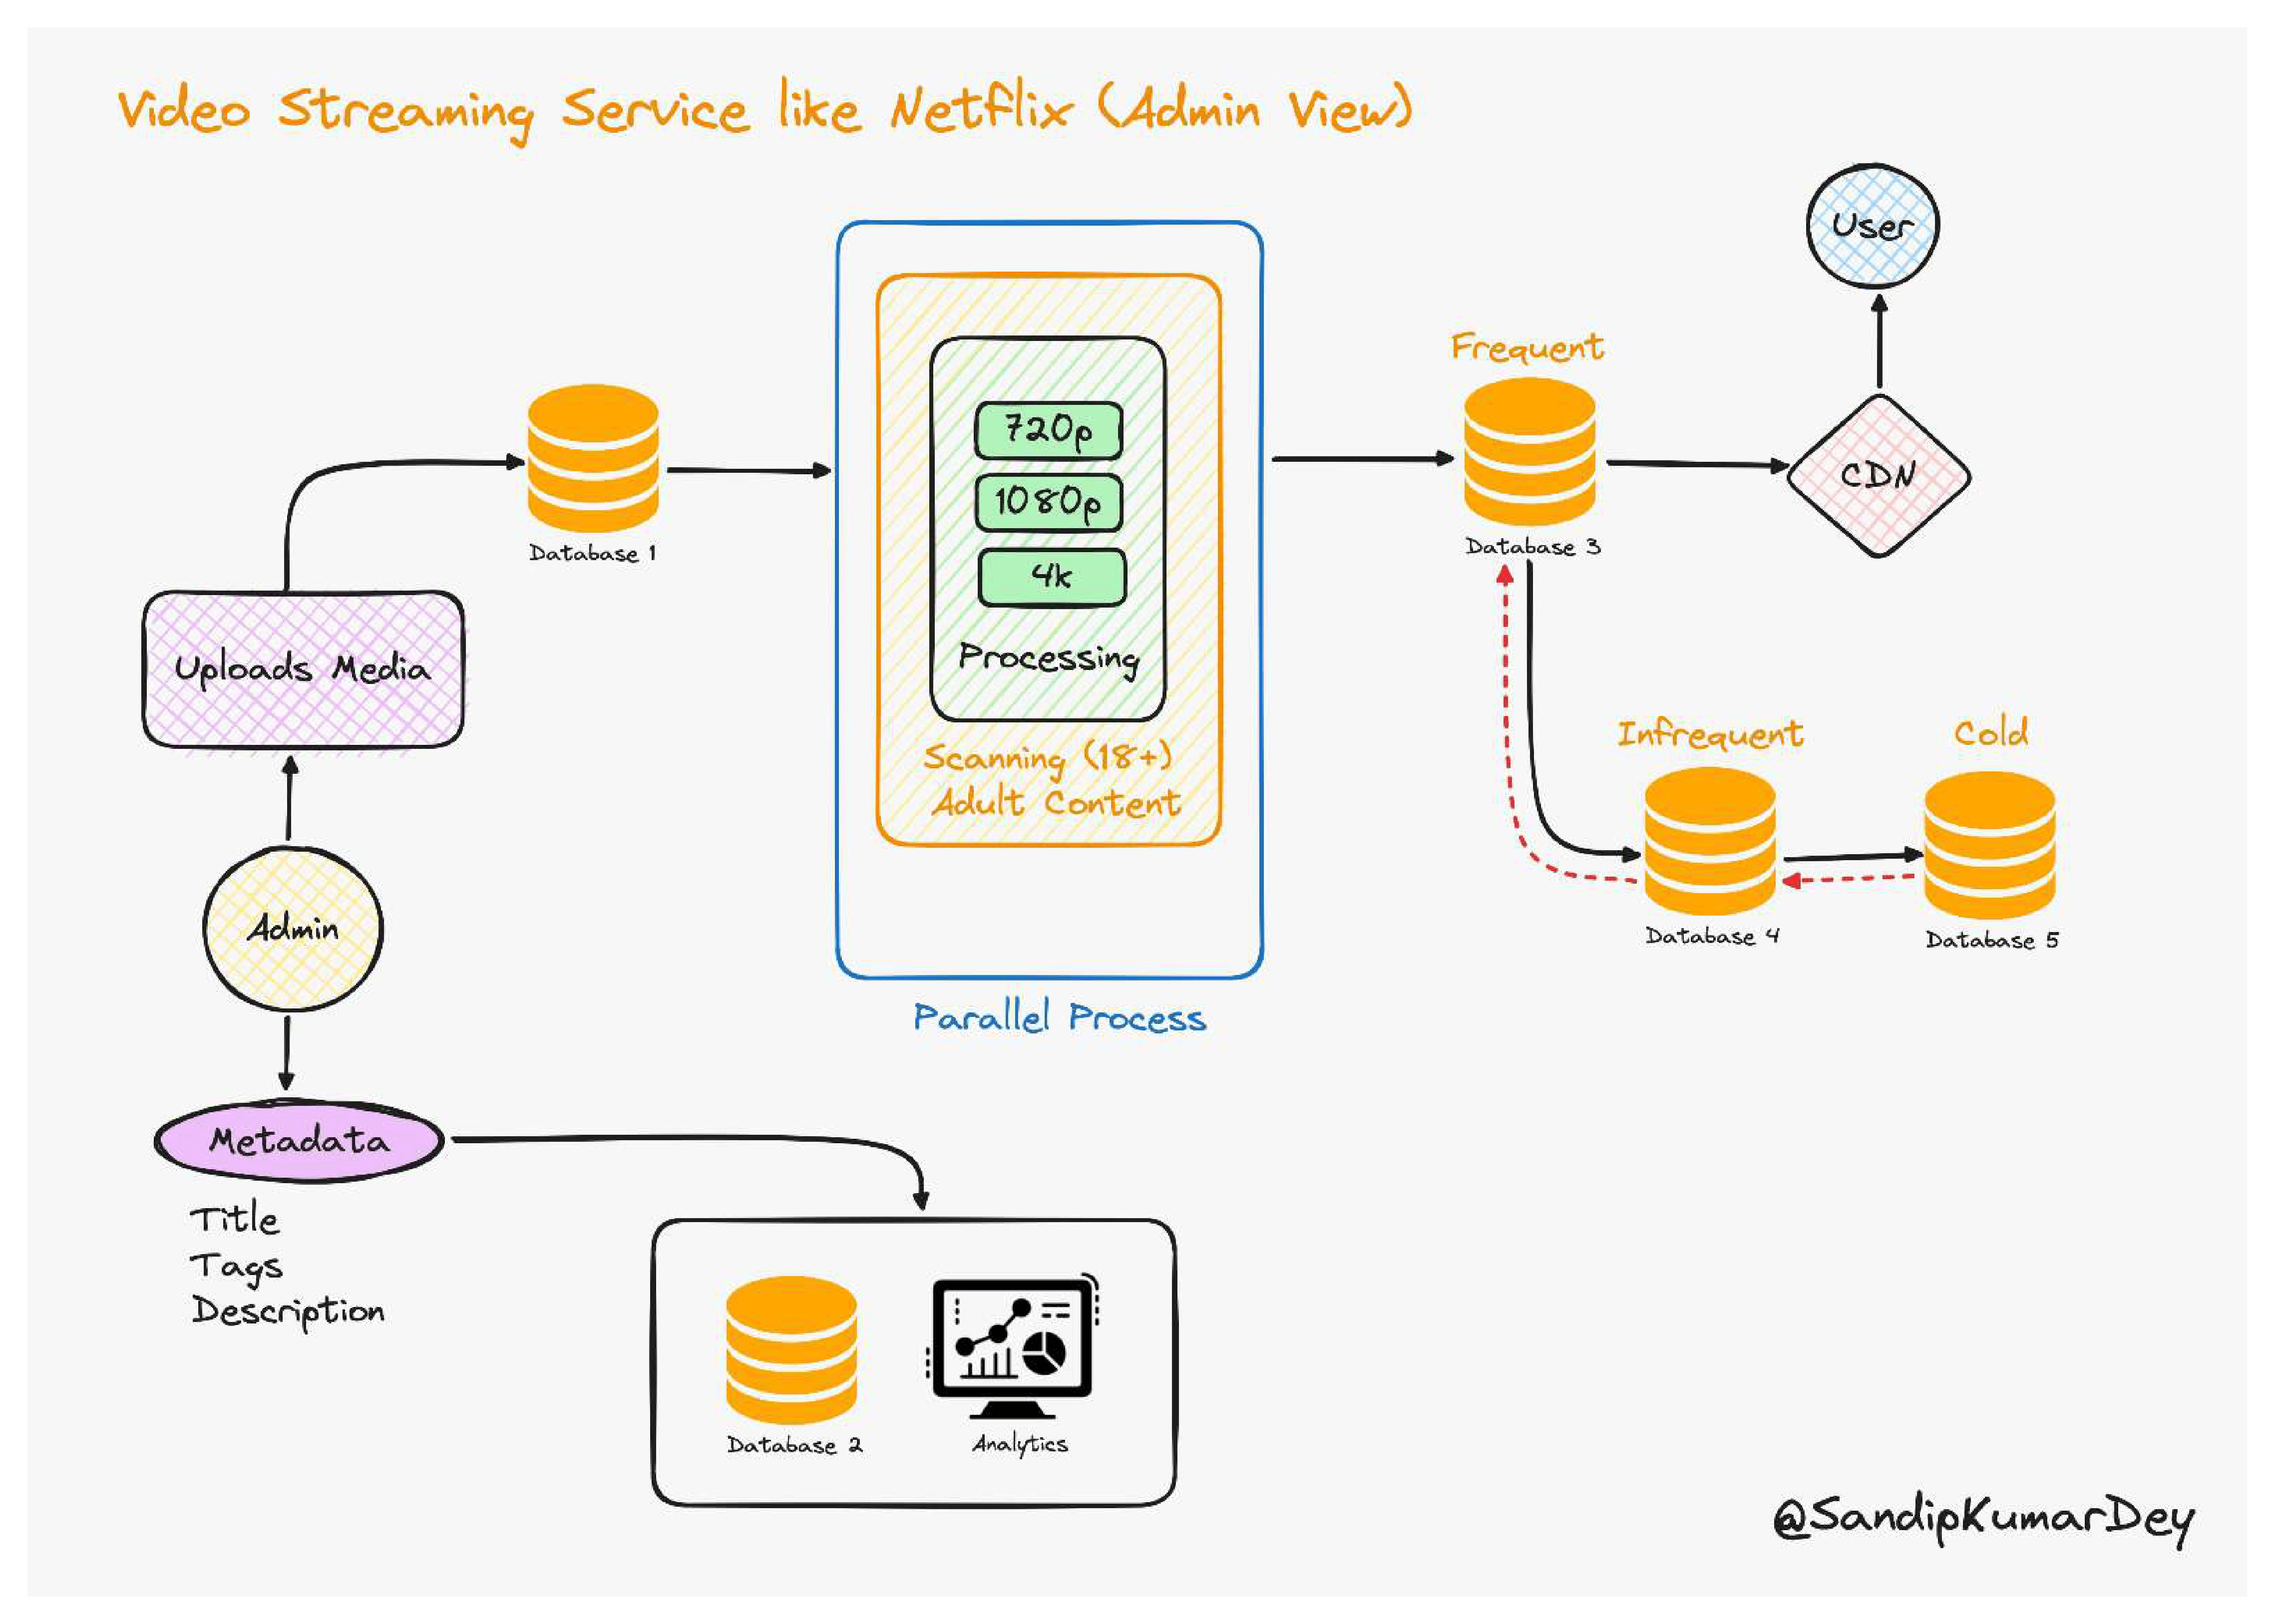 Video Streaming Service like Netflix (Admin View)
User
Frequent
720p
1080p
4k
Processing
Scanning (18+)
Adult Content
Parallel Process
Database 1
Database 3
CDN
Uploads Media
Infrequent
Cold
Database 4
Database 5
Admin
Metadata
Title
Tags
Description
Database 2
Analytics
@SandipKumarDey